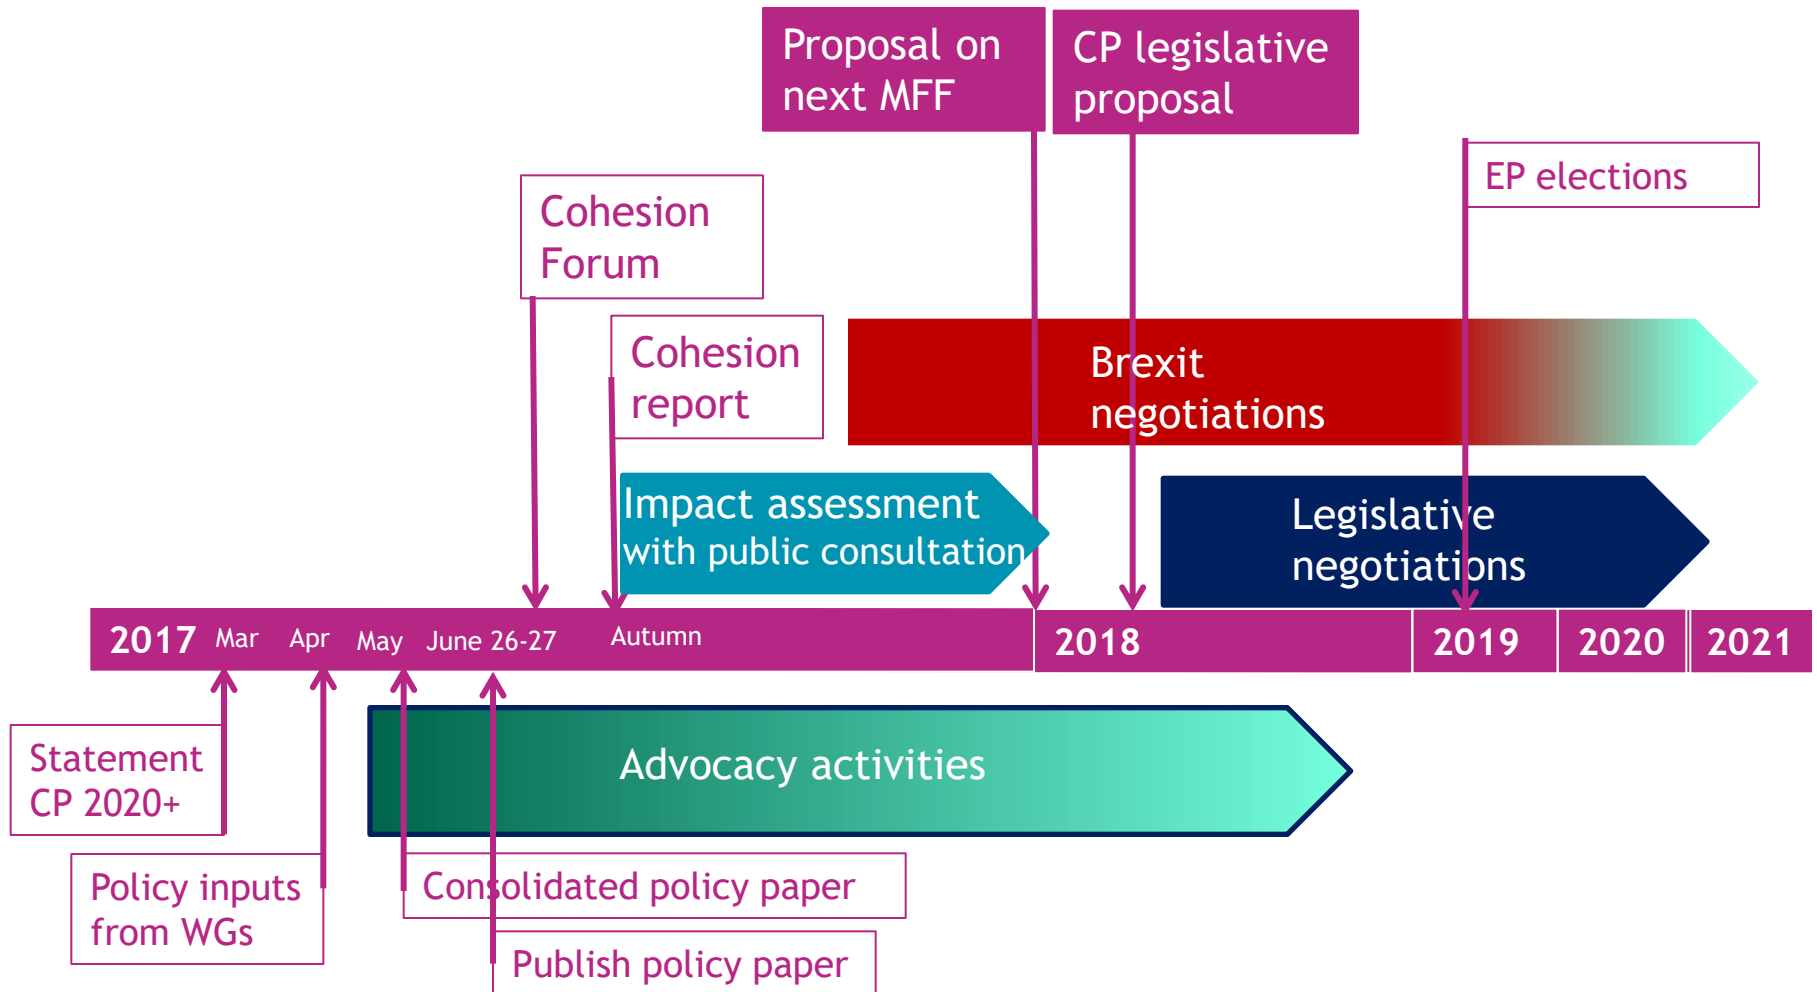 Proposal on
next MFF
CP legislative
proposal
EP elections
Cohesion
Forum
Cohesion
report
Brexit
negotiations
Impact assessment
with public consultation
Legislative
negotiations
2017 Mar Apr May June 26-27 Autumn 2018 2019 2020 2021
Advocacy activities
Statement
CP 2020+
Policy inputs
from WGs
Consolidated policy paper
Publish policy paper